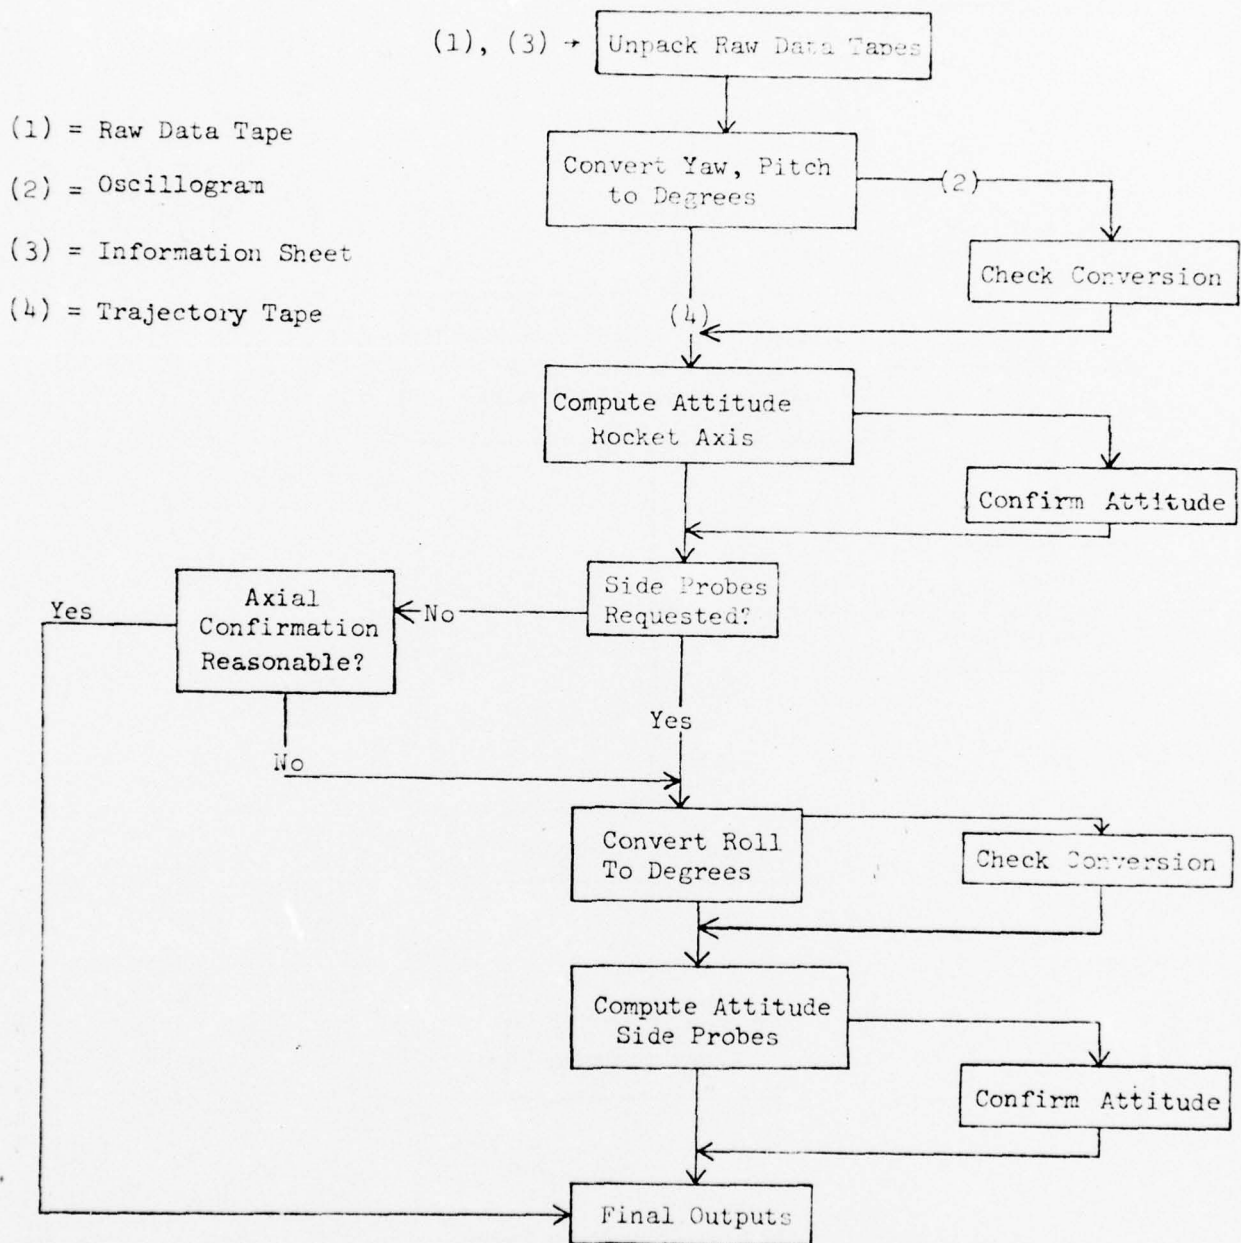 (1), (3) → Unpack Raw Data Tapes
(1) = Raw Data Tape
(2) = Oscillogram
(3) = Information Sheet
(4) = Trajectory Tape
Convert Yaw, Pitch
to Degrees
(2)
Check Conversion
(4)
Compute Attitude
Rocket Axis
Confirm Attitude
Side Probes
Requested?
No
Axial
Confirmation
Reasonable?
Yes
Yes
No
Convert Roll
To Degrees
Check Conversion
Compute Attitude
Side Probes
Confirm Attitude
Final Outputs